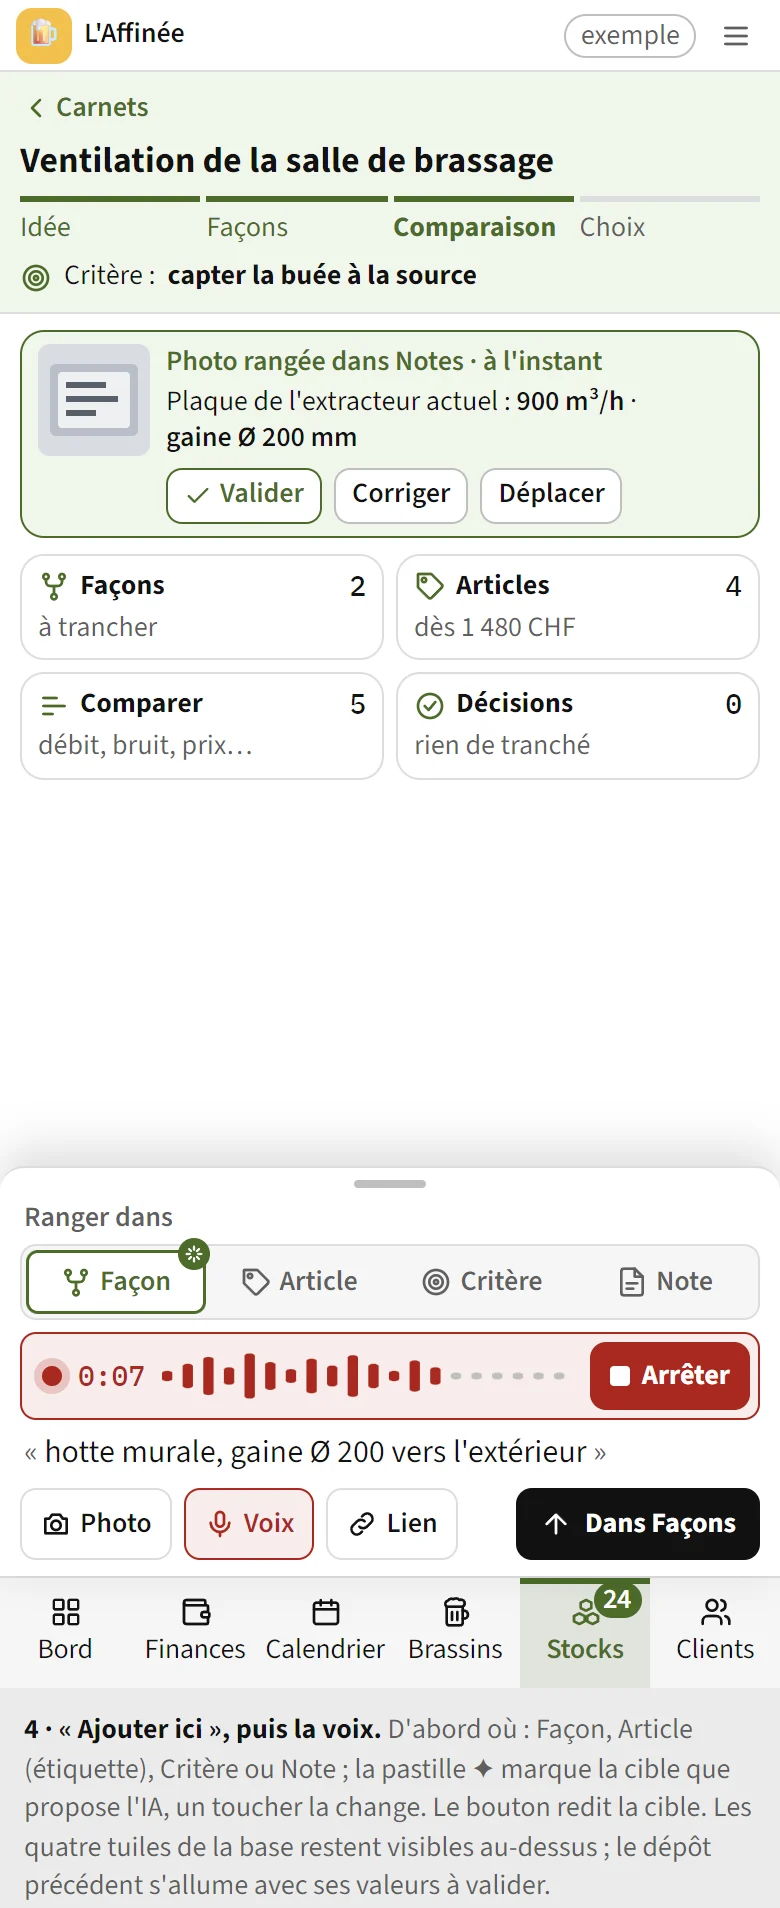 L'Affinée
exemple
Carnets
Ventilation de la salle de brassage
Idée
Façons
Comparaison
Choix
Critère : capter la buée à la source
Photo rangée dans Notes · à l'instant
Plaque de l'extracteur actuel : 900 m³/h ·
gaine Ø 200 mm
Valider
Corriger
Déplacer
Façons 2
à trancher
Articles 4
dès 1 480 CHF
Comparer 5
débit, bruit, prix…
Décisions 0
rien de tranché
Ranger dans
Façon
Article
Critère
Note
0:07
Arrêter
« hotte murale, gaine Ø 200 vers l'extérieur »
Photo
Voix
Lien
Dans Façons
Bord
Finances
Calendrier
Brassins
24
Stocks
Clients
4 · « Ajouter ici », puis la voix. D'abord où : Façon, Article
(étiquette), Critère ou Note ; la pastille ✦ marque la cible que
propose l'IA, un toucher la change. Le bouton redit la cible. Les
quatre tuiles de la base restent visibles au-dessus ; le dépôt
précédent s'allume avec ses valeurs à valider.